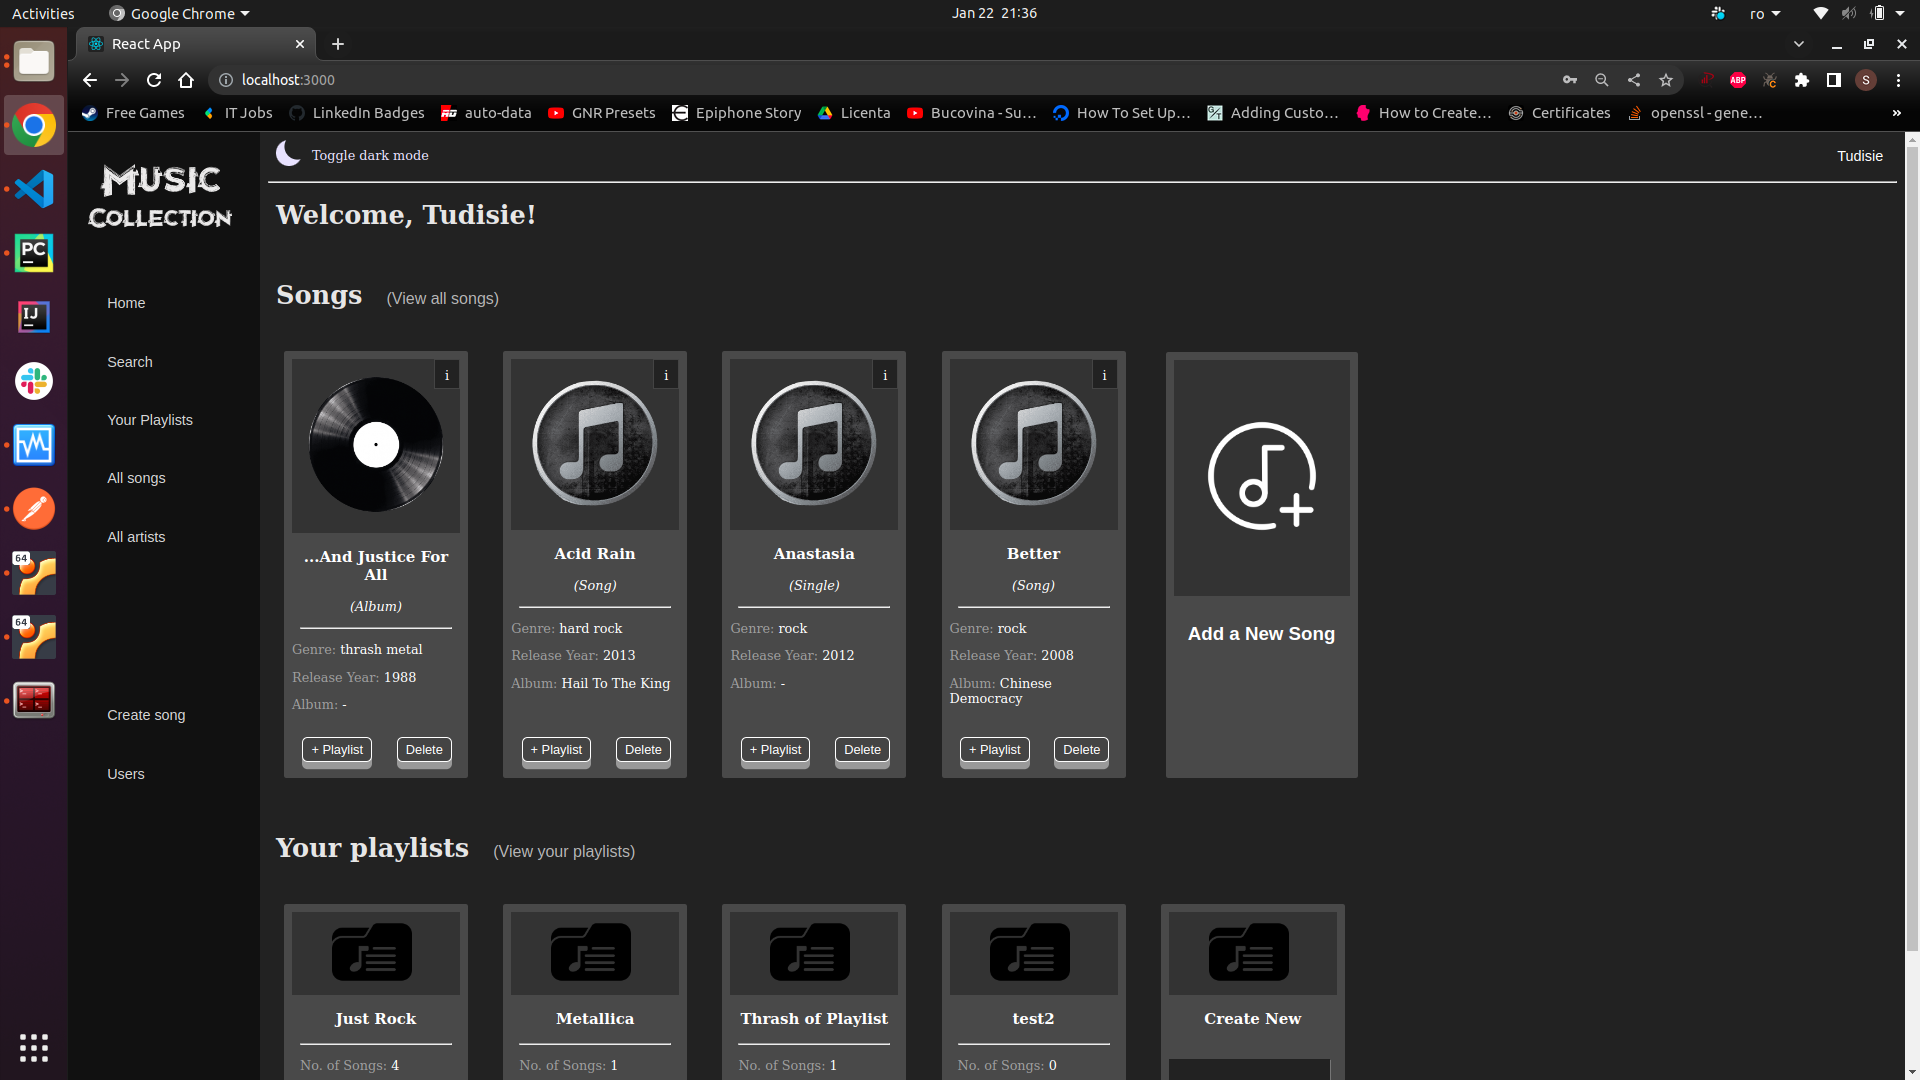 Activities
Google Chrome
Jan 22 21:36
ro
React App
localhost:3000
ABP
S
Free Games
IT Jobs
LinkedIn Badges
auto-data
GNR Presets
Epiphone Story
Licenta
Bucovina - Su...
How To Set Up...
Adding Custo...
How to Create...
Certificates
openssl - gene...
»
PC
IJ
64
64
Music
Collection
Home
Search
Your Playlists
All songs
All artists
Create song
Users
Toggle dark mode
Tudisie
Welcome, Tudisie!
Songs (View all songs)
i
...And Justice For
All
(Album)
Genre: thrash metal
Release Year: 1988
Album: -
+ Playlist Delete
i
Acid Rain
(Song)
Genre: hard rock
Release Year: 2013
Album: Hail To The King
+ Playlist Delete
i
Anastasia
(Single)
Genre: rock
Release Year: 2012
Album: -
+ Playlist Delete
i
Better
(Song)
Genre: rock
Release Year: 2008
Album: Chinese
Democracy
+ Playlist Delete
Add a New Song
Your playlists (View your playlists)
Just Rock
No. of Songs: 4
Metallica
No. of Songs: 1
Thrash of Playlist
No. of Songs: 1
test2
No. of Songs: 0
Create New